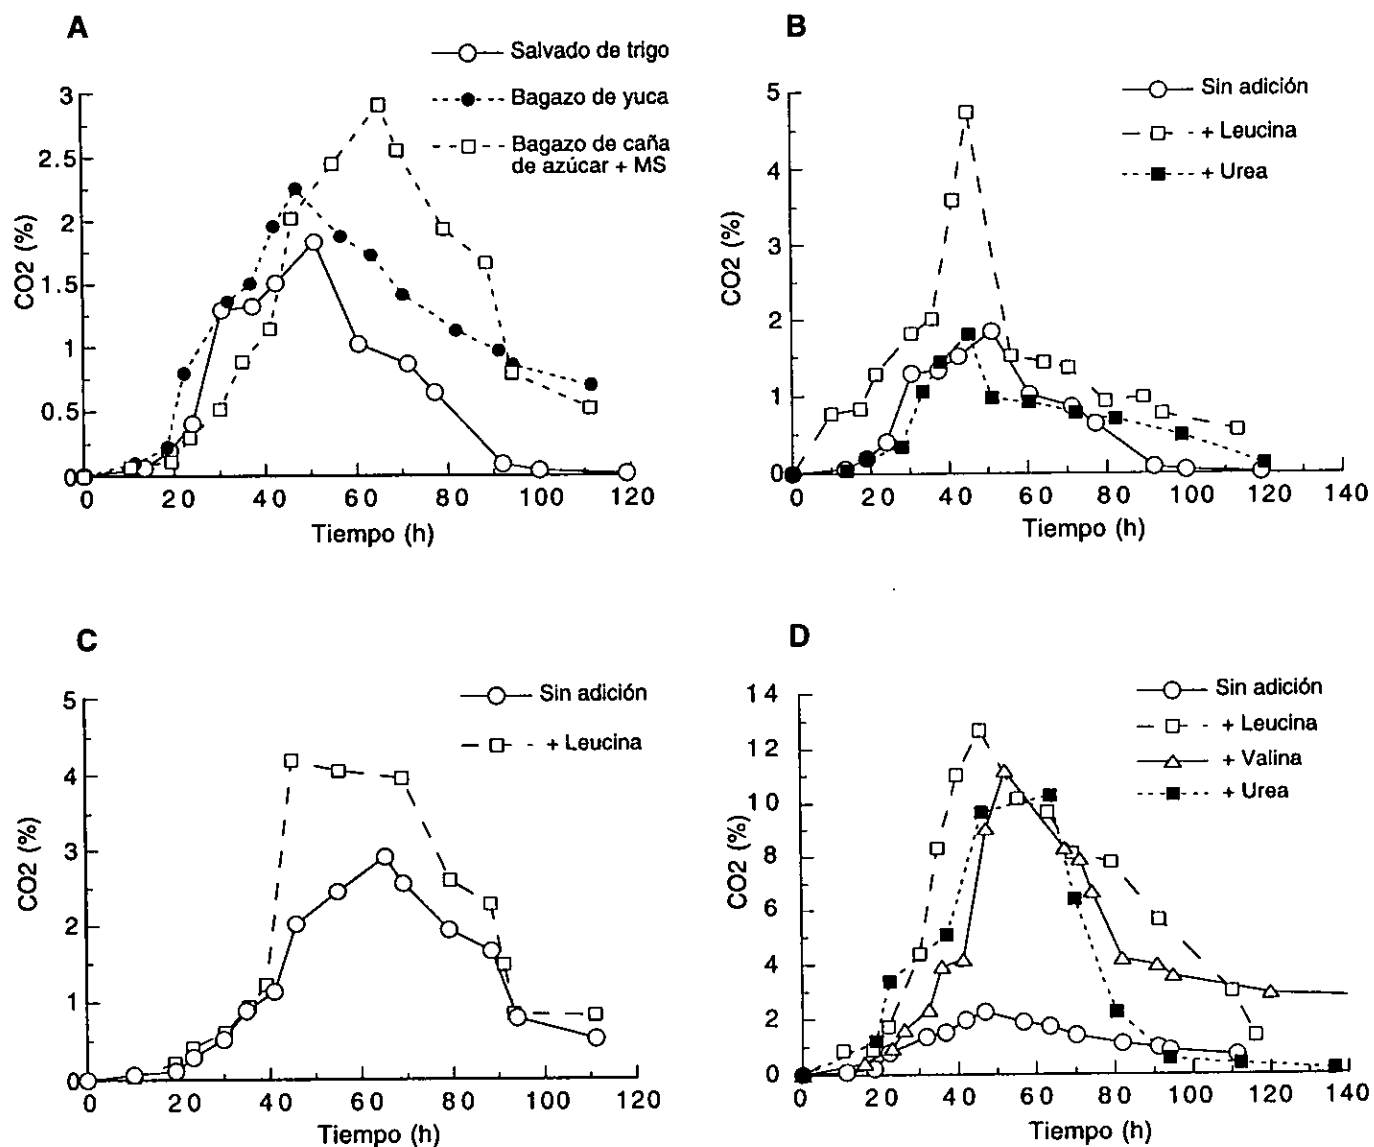 A
Salvado de trigo
Bagazo de yuca
Bagazo de caña
de azúcar + MS
3
2.5
2
1.5
1
0.5
0
CO2 (%)
0 20 40 60 80 100 120
Tiempo (h)
B
Sin adición
+ Leucina
+ Urea
5
4
3
2
1
0
CO2 (%)
0 20 40 60 80 100 120 140
Tiempo (h)
C
Sin adición
+ Leucina
5
4
3
2
1
0
CO2 (%)
0 20 40 60 80 100 120
Tiempo (h)
D
Sin adición
+ Leucina
+ Valina
+ Urea
14
12
10
8
6
4
2
0
CO2 (%)
0 20 40 60 80 100 120 140
Tiempo (h)